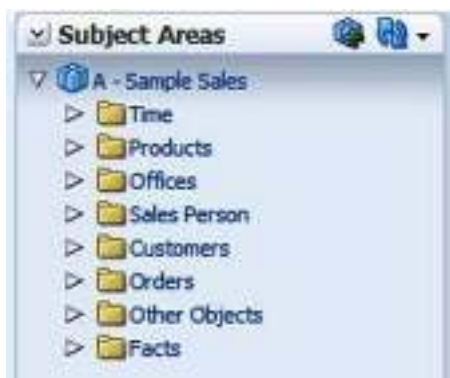 Subject Areas
A - Sample Sales
Time
Products
Offices
Sales Person
Customers
Orders
Other Objects
Facts